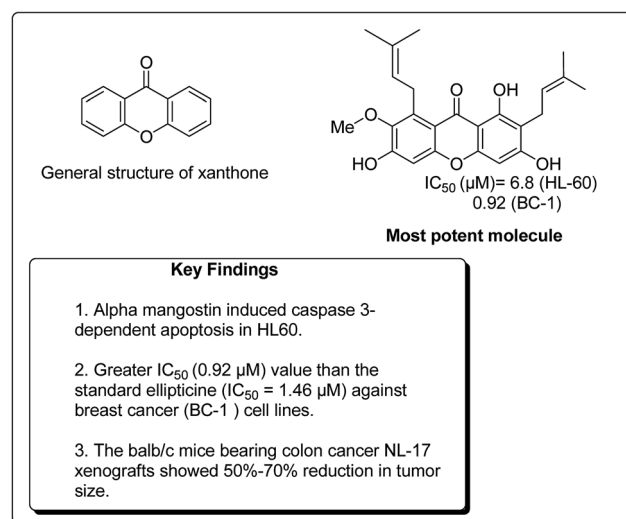 O
O
General structure of xanthone
O
OH
Me
O
HO
O
OH
IC50 (µM)= 6.8 (HL-60)
0.92 (BC-1)
Most potent molecule
Key Findings
1. Alpha mangostin induced caspase 3-
dependent apoptosis in HL60.
2. Greater IC50 (0.92 µM) value than the
standard ellipticine (IC50 = 1.46 µM) against
breast cancer (BC-1 ) cell lines.
3. The balb/c mice bearing colon cancer NL-17
xenografts showed 50%-70% reduction in tumor
size.